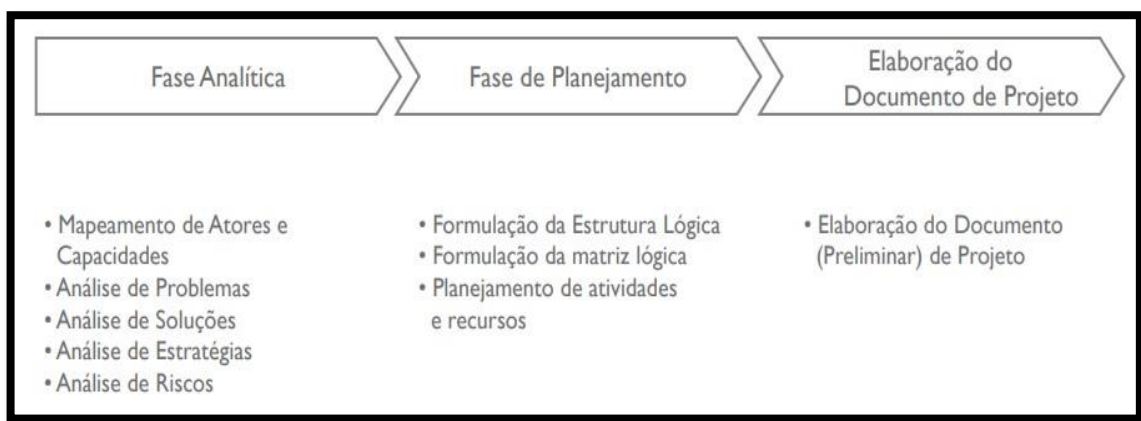 Fase Analítica
Fase de Planejamento
Elaboração do
Documento de Projeto
• Mapeamento de Atores e
Capacidades
• Análise de Problemas
• Análise de Soluções
• Análise de Estratégias
• Análise de Riscos
• Formulação da Estrutura Lógica
• Formulação da matriz lógica
• Planejamento de atividades
e recursos
• Elaboração do Documento
(Preliminar) de Projeto